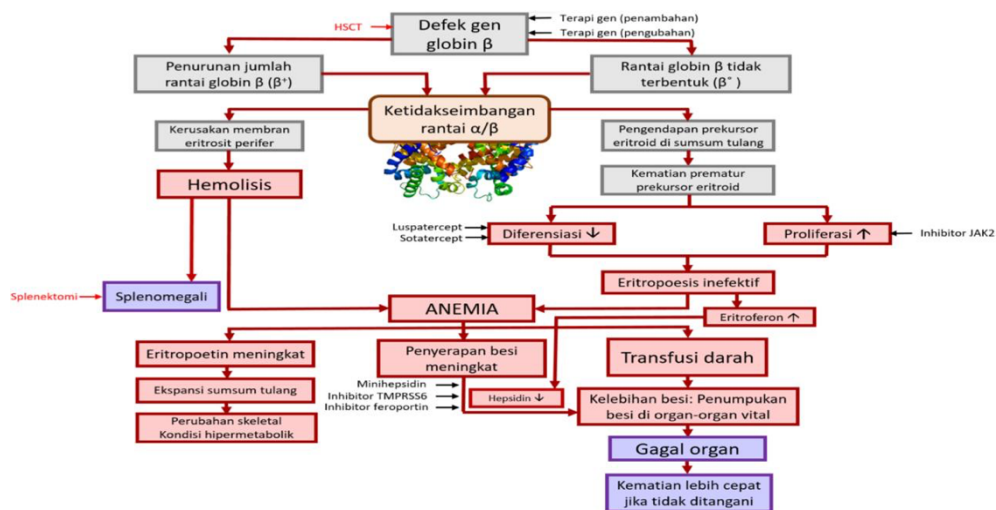 HSCT
Defek gen
globin β
Terapi gen (penambahan)
Terapi gen (pengubahan)
Penurunan jumlah
rantai globin β (β⁺)
Rantai globin β tidak
terbentuk (β˚ )
Ketidakseimbangan
rantai α/β
Kerusakan membran
eritrosit perifer
Pengendapan prekursor
eritroid di sumsum tulang
Hemolisis
Kematian prematur
prekursor eritroid
Luspatercept
Sotatercept
Diferensiasi ↓
Proliferasi ↑
Inhibitor JAK2
Splenektomi
Splenomegali
Eritropoesis inefektif
ANEMIA
Eritroferon ↑
Eritropoetin meningkat
Penyerapan besi
meningkat
Transfusi darah
Ekspansi sumsum tulang
Minihepsidin
Inhibitor TMPRSS6
Inhibitor feroportin
Hepsidin ↓
Kelebihan besi: Penumpukan
besi di organ-organ vital
Perubahan skeletal
Kondisi hipermetabolik
Gagal organ
Kematian lebih cepat
jika tidak ditangani